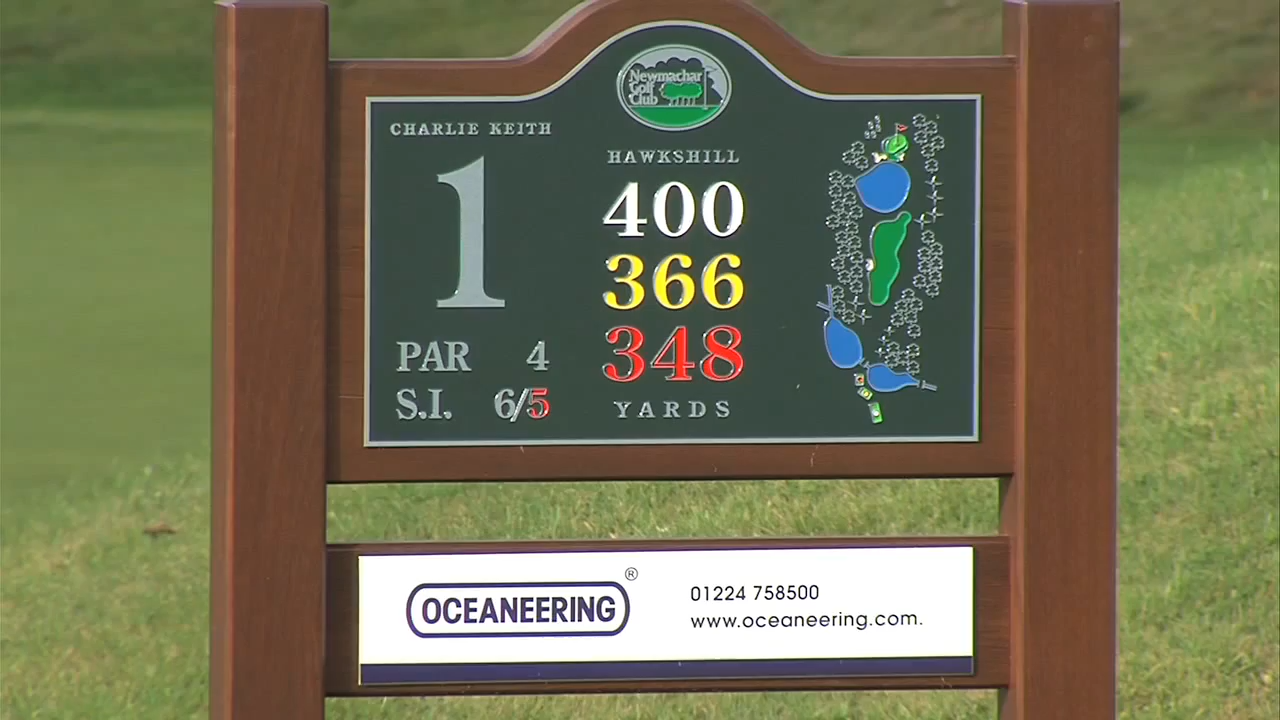 Newmachar
Golf
Club
CHARLIE KEITH
1
HAWKSHILL
400
366
348
YARDS
PAR 4
S.I. 6/5
OCEANEERING ®
01224 758500
www.oceaneering.com.